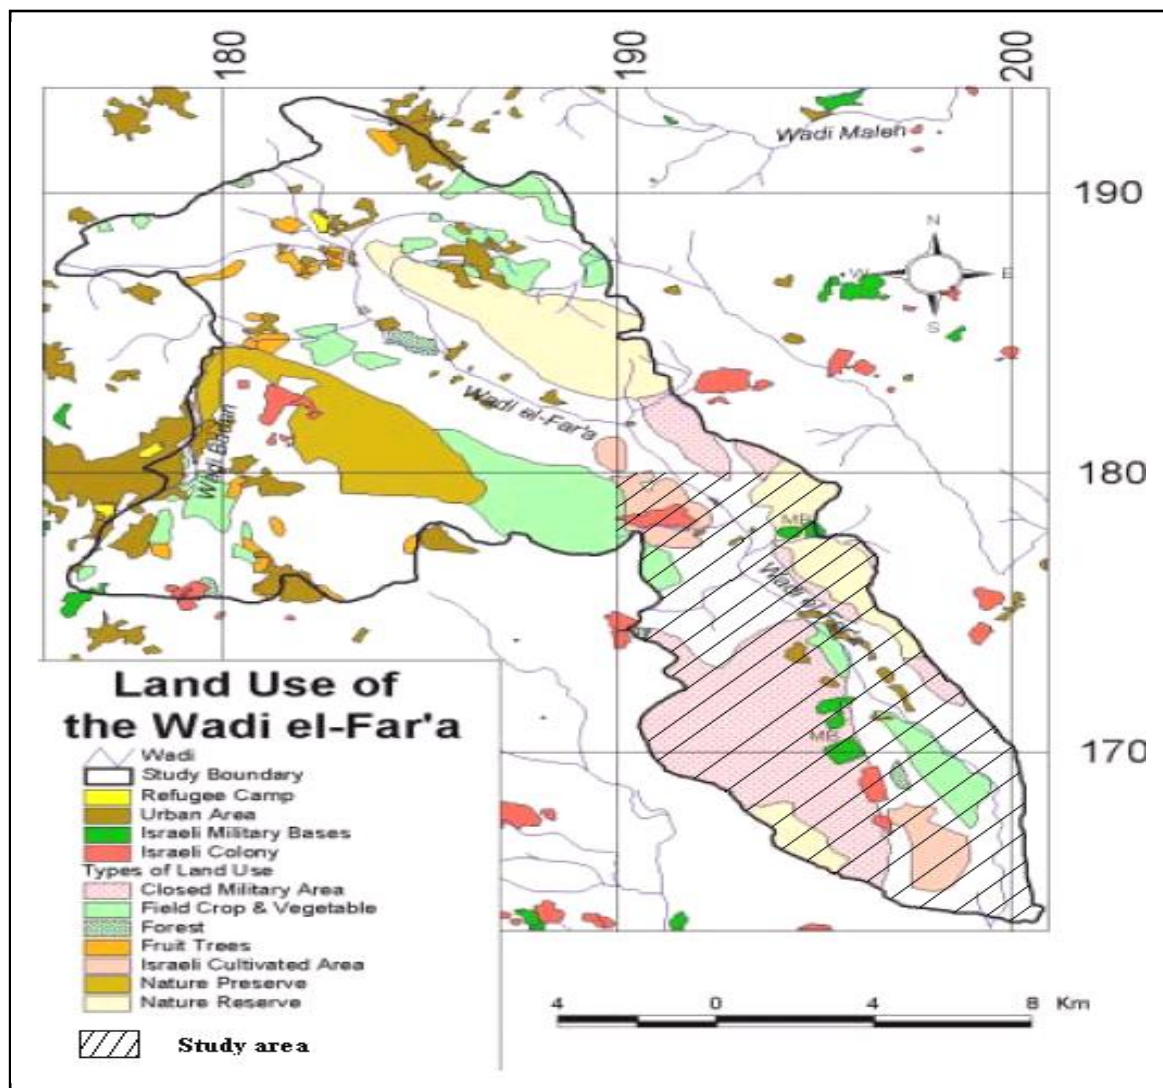 180
190
200
Wadi Maleh
190
N
W
E
S
Wadi el-Far'a
Wadi Badan
180
MB
Wadi el
Land Use of
the Wadi el-Far'a
170
MB
Wadi
Study Boundary
Refugee Camp
Urban Area
Israeli Military Bases
Israeli Colony
Types of Land Use
Closed Military Area
Field Crop & Vegetable
Forest
Fruit Trees
Israeli Cultivated Area
Nature Preserve
Nature Reserve
4 0 4 8 Km
Study area